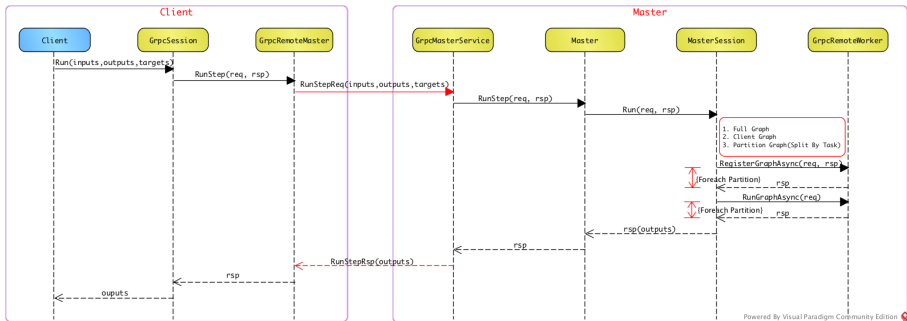 Client
Master
Client
GrpcSession
GrpcRemoteMaster
GrpcMasterService
Master
MasterSession
GrpcRemoteWorker
Run(inputs,outputs,targets)
RunStep(req, rsp)
RunStepReq(inputs,outputs,targets)
RunStep(req, rsp)
Run(req, rsp)
1. Full Graph
2. Client Graph
3. Partition Graph(Split By Task)
RegisterGraphAsync(req, rsp)
{Foreach Partition}
rsp
RunGraphAsync(req)
{Foreach Partition}
rsp
rsp(outputs)
rsp
RunStepRsp(outputs)
rsp
ouputs
Powered By Visual Paradigm Community Edition